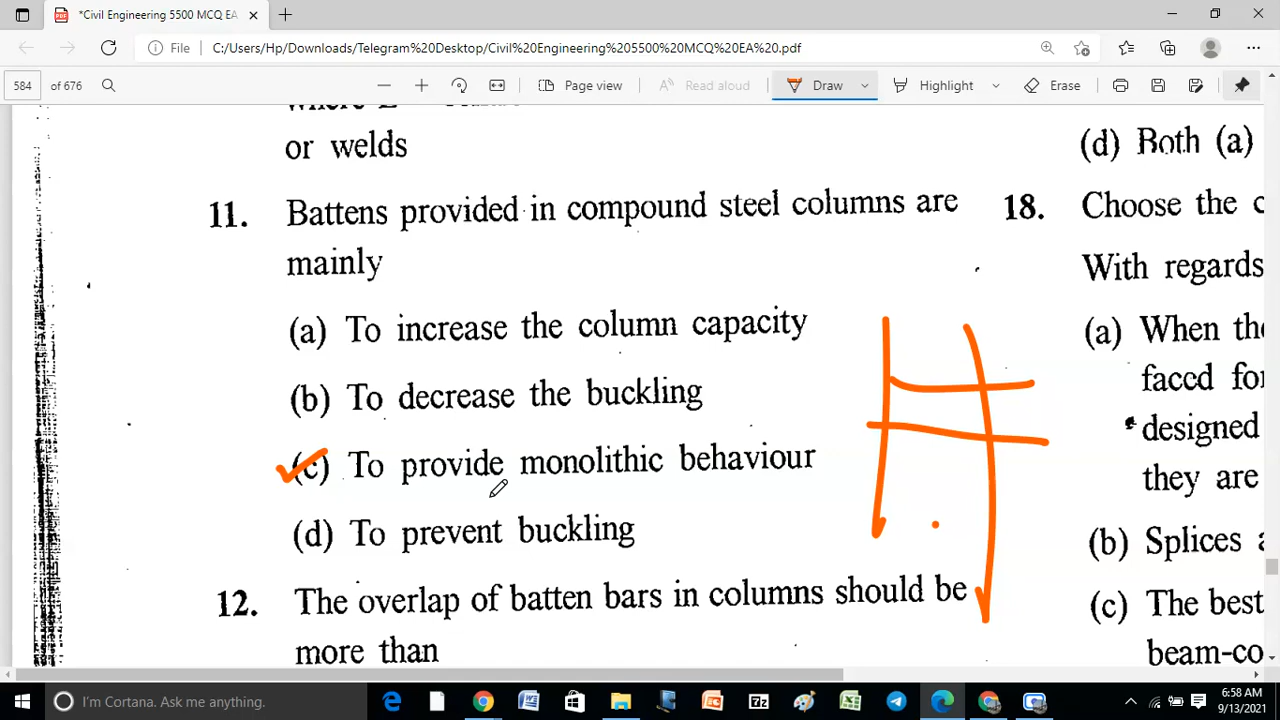 *Civil Engineering 5500 MCQ EA
File
C:/Users/Hp/Downloads/Telegram%20Desktop/Civil%20Engineering%205500%20MCQ%20EA%20.pdf
584 of 676
Page view
Read aloud
Draw
Highlight
Erase
or welds
11. Battens provided in compound steel columns are
mainly
(a) To increase the column capacity
(b) To decrease the buckling
(c) To provide monolithic behaviour
(d) To prevent buckling
12. The overlap of batten bars in columns should be
more than
(d) Both (a)
18. Choose the c
With regards
(a) When the
faced for
designed
they are
(b) Splices a
(c) The best
beam-co
I'm Cortana. Ask me anything.
6:58 AM
9/13/2021